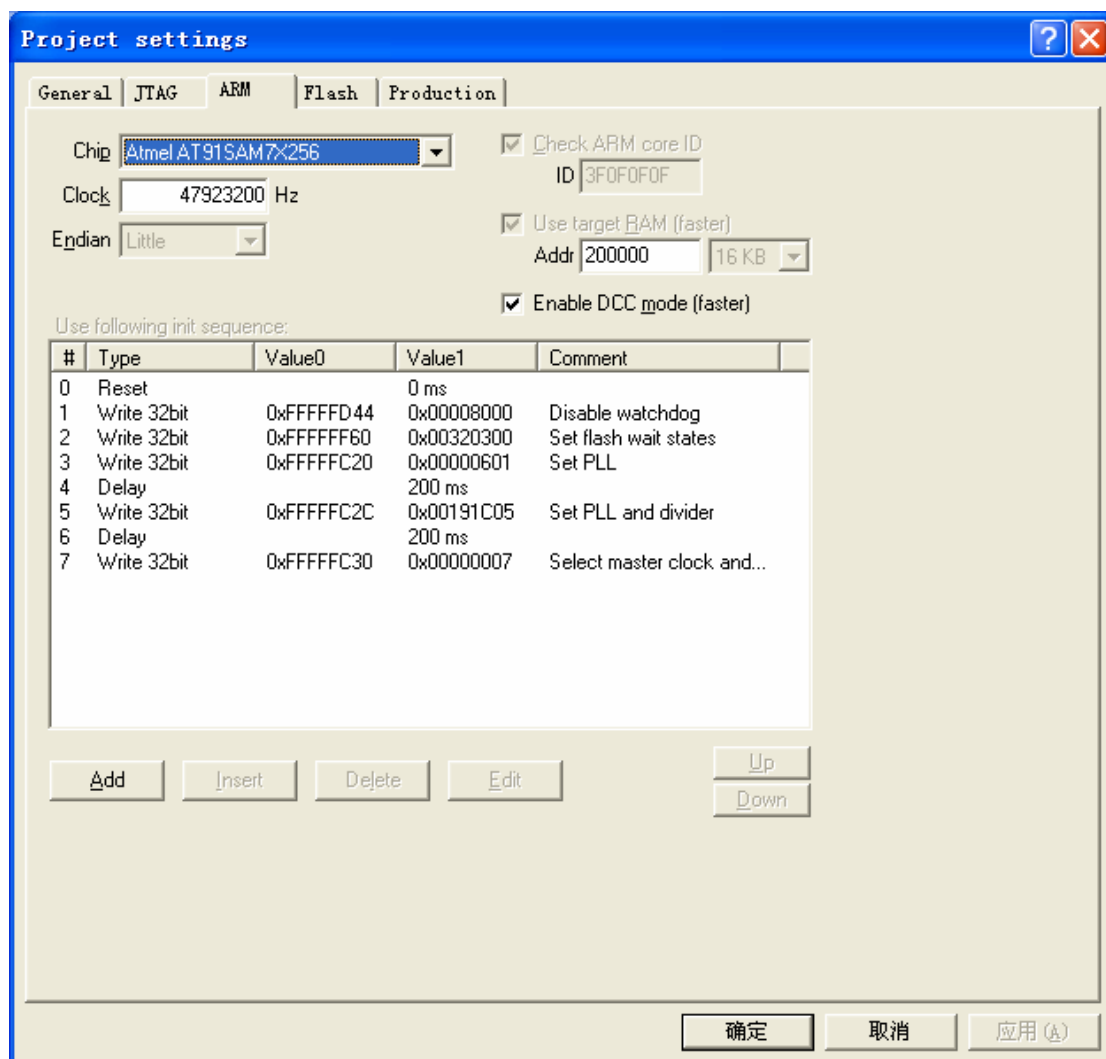 Project settings
General JTAG ARM Flash Production
Chip Atmel AT91SAM7X256
Check ARM core ID
ID 3F0F0F0F
Clock 47923200 Hz
Use target RAM (faster)
Endian Little
Addr 200000 16 KB
Enable DCC mode (faster)
Use following init sequence:
# Type Value0 Value1 Comment
0 Reset 0 ms
1 Write 32bit 0xFFFFFD44 0x00008000 Disable watchdog
2 Write 32bit 0xFFFFFF60 0x00320300 Set flash wait states
3 Write 32bit 0xFFFFFC20 0x00000601 Set PLL
4 Delay 200 ms
5 Write 32bit 0xFFFFFC2C 0x00191C05 Set PLL and divider
6 Delay 200 ms
7 Write 32bit 0xFFFFFC30 0x00000007 Select master clock and...
Add Insert Delete Edit Up
Down
确定 取消 应用(A)